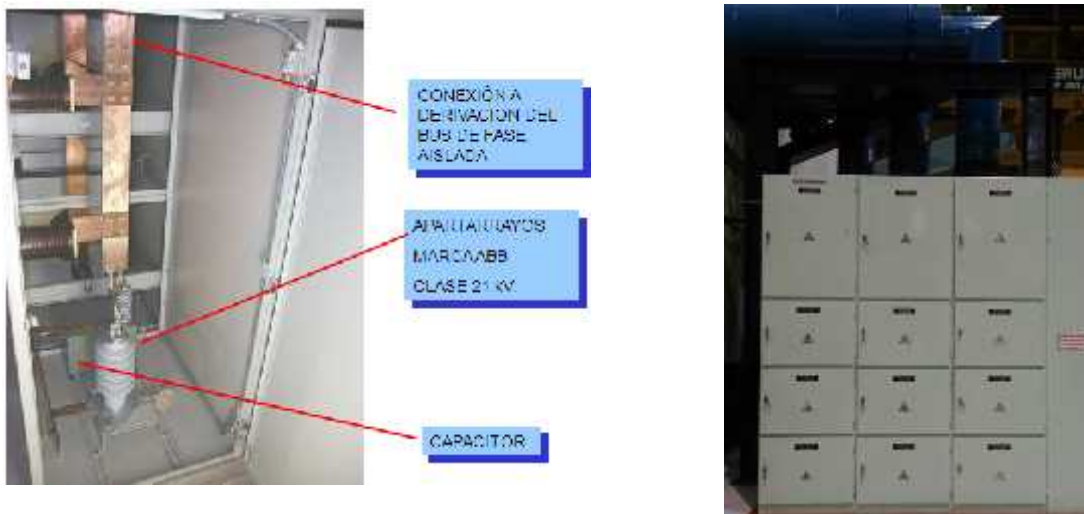 CONEXIÓN A
DERIVACION DEL
BUS DE FASE
AISLADA
APARTARRAYOS
MARCA ABB
CLASE 21 kV
CAPACITOR